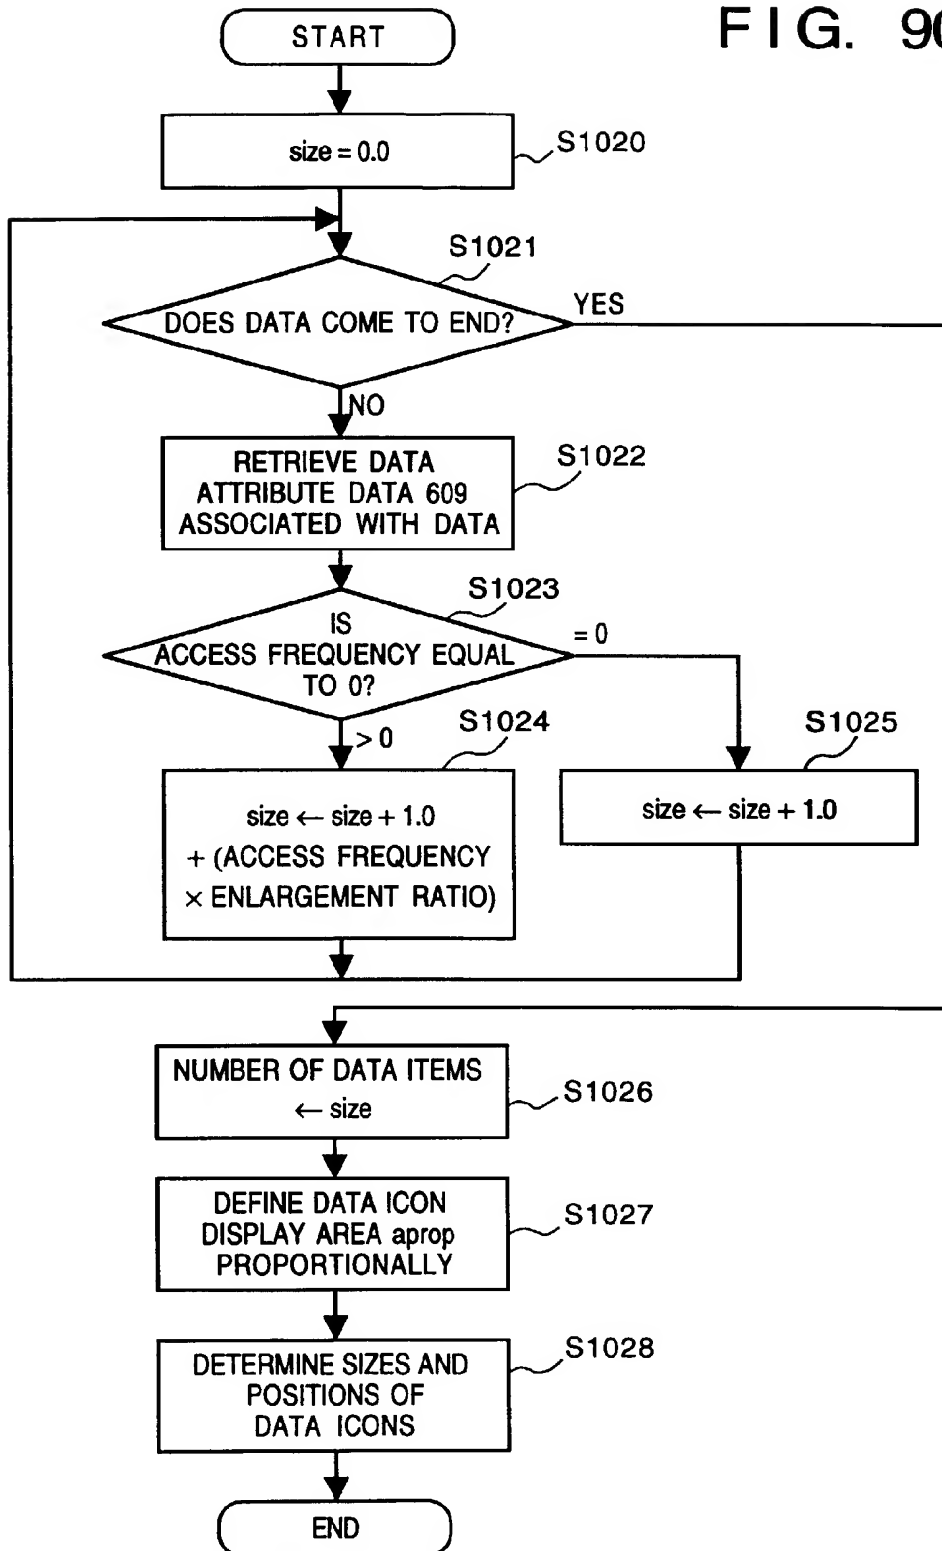 START
FIG. 90
size = 0.0
S1020
S1021
DOES DATA COME TO END?
YES
NO
RETRIEVE DATA
ATTRIBUTE DATA 609
ASSOCIATED WITH DATA
S1022
S1023
IS
ACCESS FREQUENCY EQUAL
TO 0?
= 0
> 0
S1024
size ← size + 1.0
+ (ACCESS FREQUENCY
× ENLARGEMENT RATIO)
S1025
size ← size + 1.0
NUMBER OF DATA ITEMS
← size
S1026
DEFINE DATA ICON
DISPLAY AREA aprop
PROPORTIONALLY
S1027
DETERMINE SIZES AND
POSITIONS OF
DATA ICONS
S1028
END